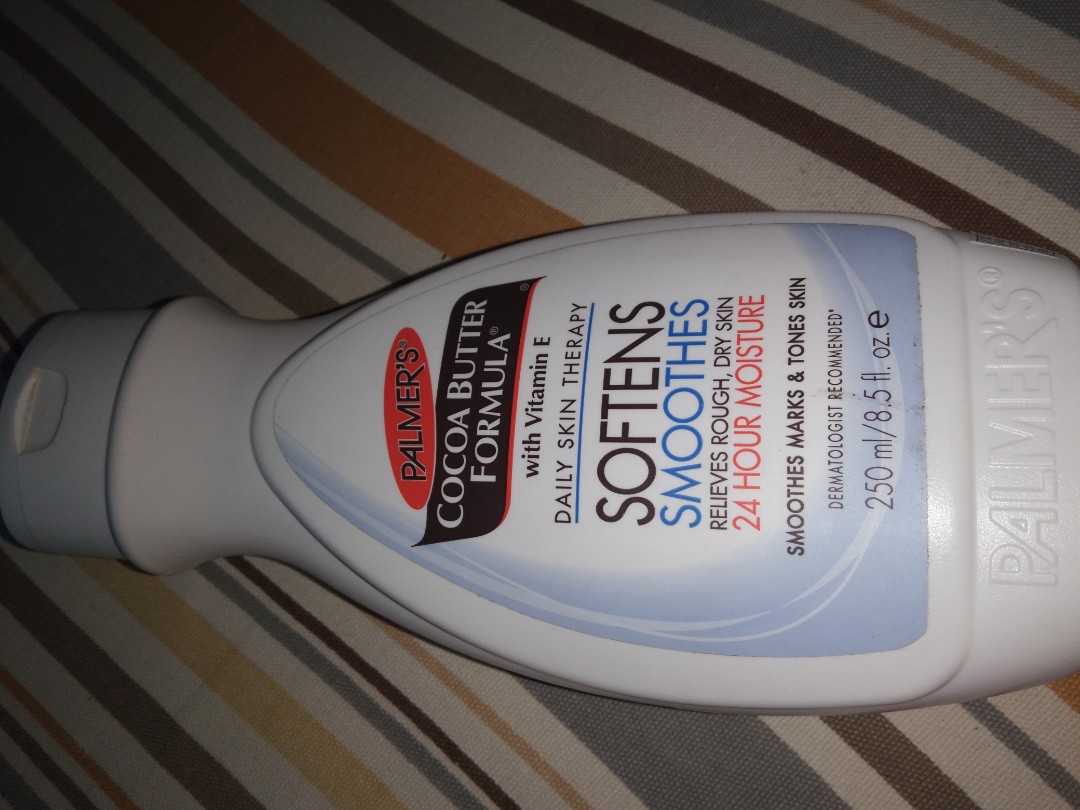 PALMER'S®
COCOA BUTTER
FORMULA®
®
with Vitamin E
DAILY SKIN THERAPY
SOFTENS
SMOOTHES
RELIEVES ROUGH, DRY SKIN
24 HOUR MOISTURE
SMOOTHES MARKS & TONES SKIN
DERMATOLOGIST RECOMMENDED*
250 ml/8.5 fl. oz. e
PALMER'S®